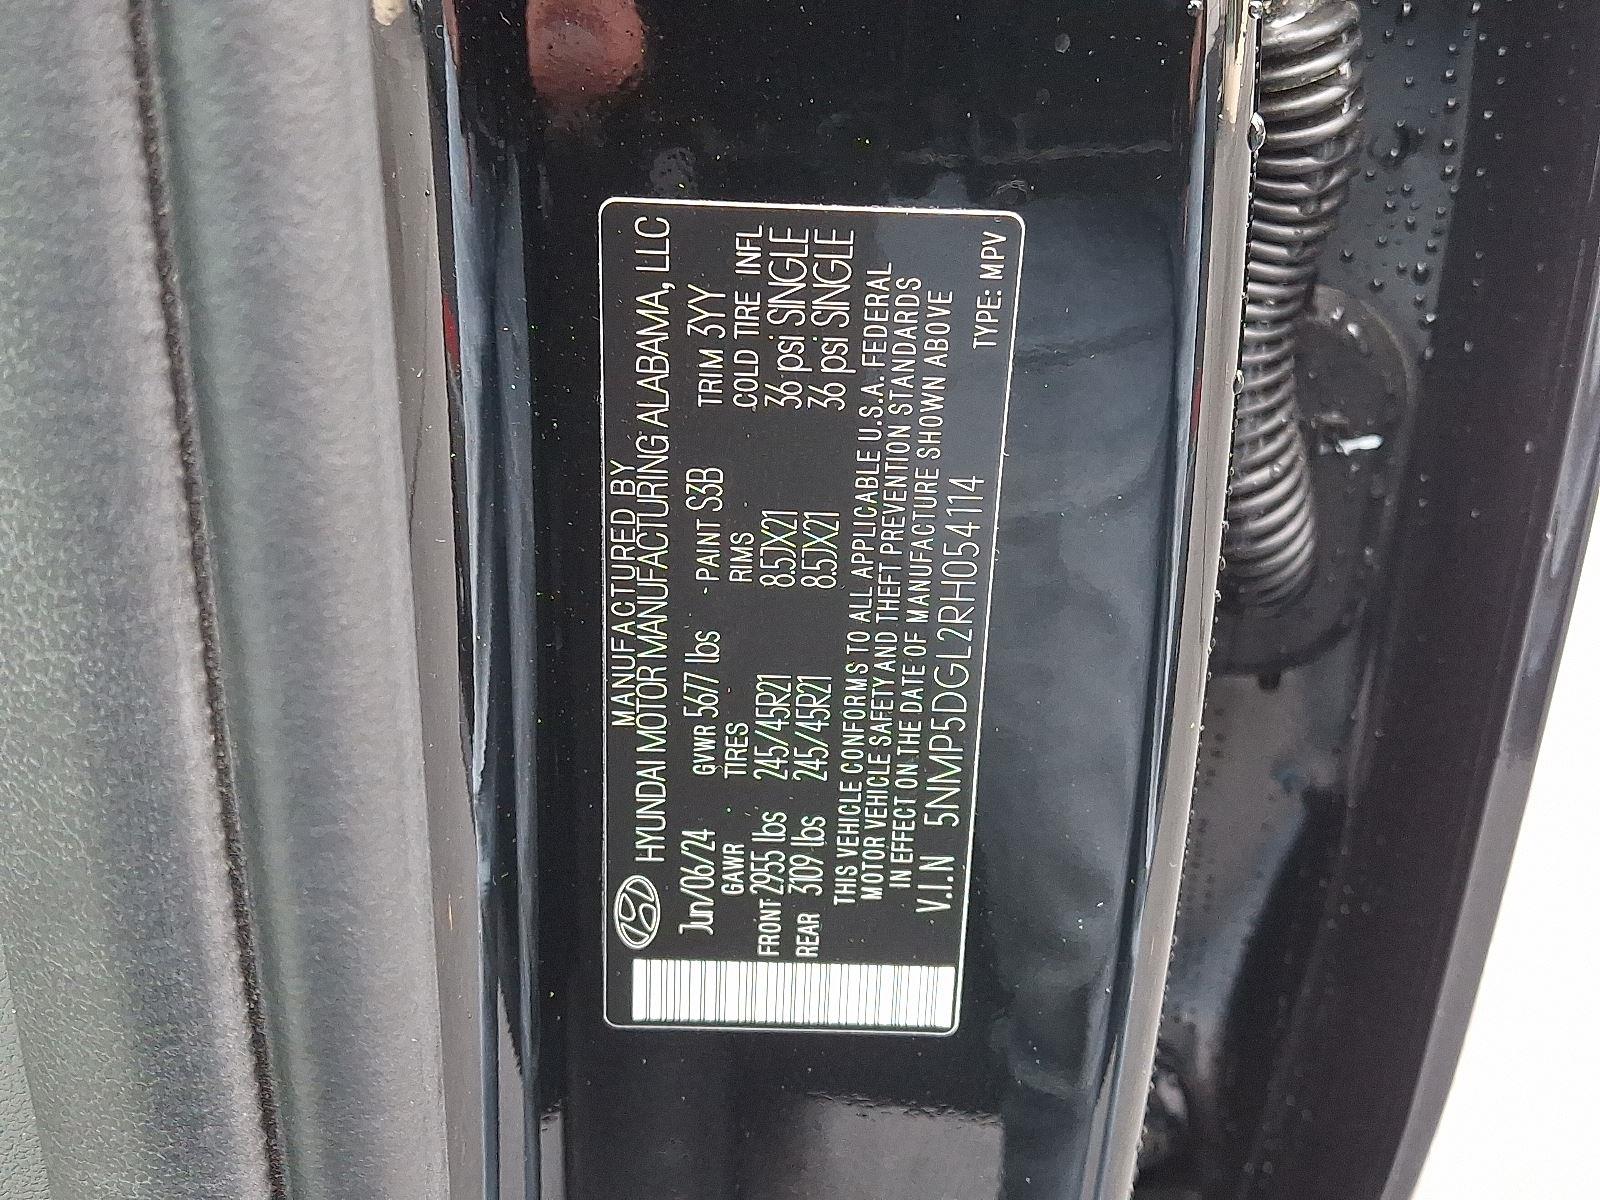 MANUFACTURED BY
HYUNDAI MOTOR MANUFACTURING ALABAMA, LLC
Jun/06/24 GVWR 5677 lbs PAINT S3B TRIM 3YY
GAWR TIRES RIMS COLD TIRE INFL
FRONT 2955 lbs 245/45R21 8.5JX21 36 psi SINGLE
REAR 3109 lbs 245/45R21 8.5JX21 36 psi SINGLE
THIS VEHICLE CONFORMS TO ALL APPLICABLE U.S.A. FEDERAL
MOTOR VEHICLE SAFETY AND THEFT PREVENTION STANDARDS
IN EFFECT ON THE DATE OF MANUFACTURE SHOWN ABOVE
V.I.N 5NMP5DGL2RH054114 TYPE: MPV